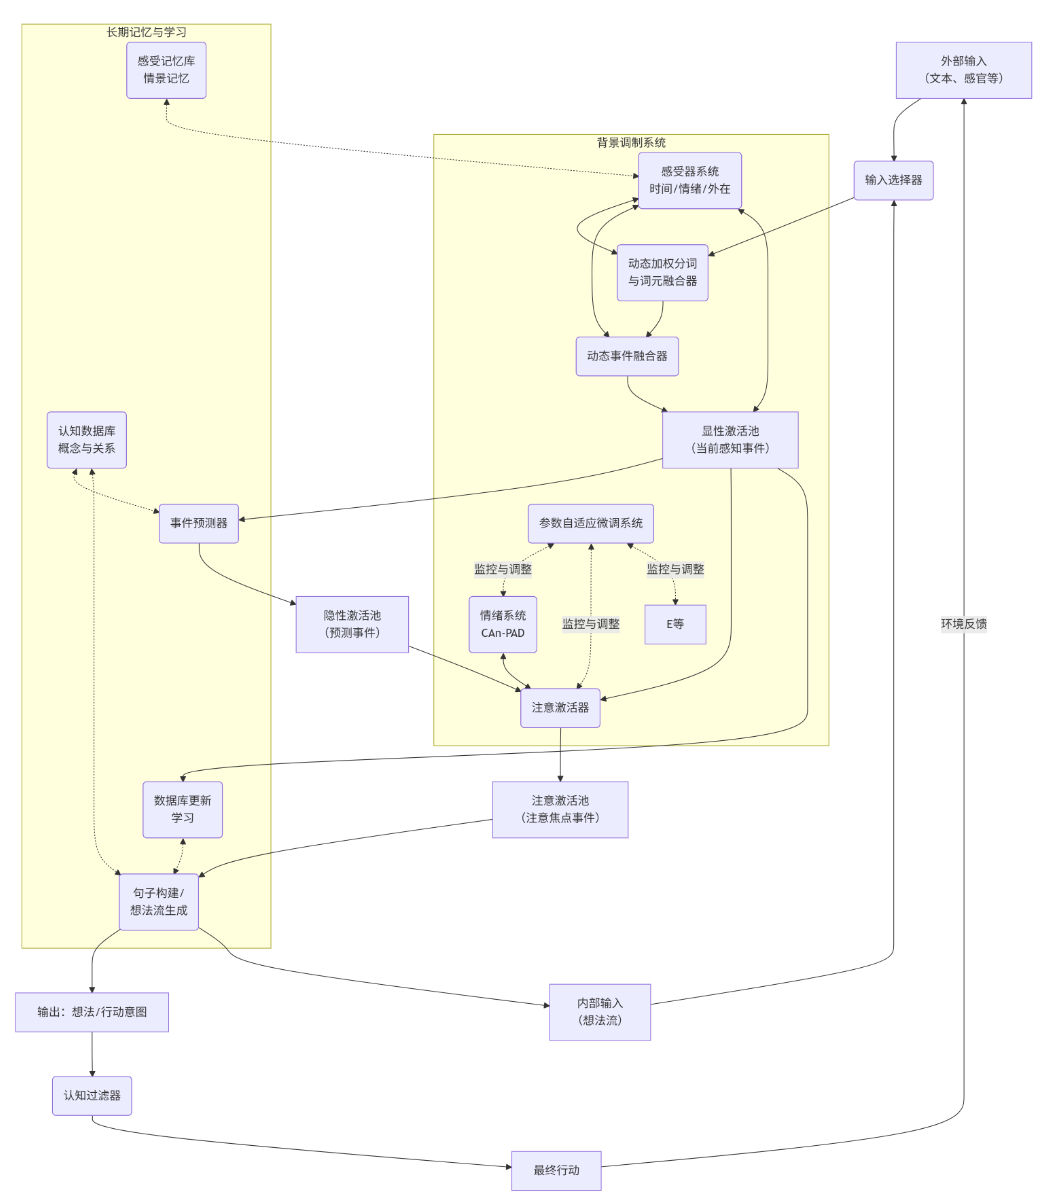 长期记忆与学习
感受记忆库
情景记忆
外部输入
（文本、感官等）
背景调制系统
感受器系统
时间/情绪/外在
输入选择器
动态加权分词
与词元融合器
动态事件融合器
认知数据库
概念与关系
显性激活池
（当前感知事件）
事件预测器
参数自适应微调系统
监控与调整
监控与调整
隐性激活池
（预测事件）
情绪系统
CAn-PAD
监控与调整
E等
环境反馈
注意激活器
数据库更新
学习
注意激活池
（注意焦点事件）
句子构建/
想法流生成
输出：想法/行动意图
内部输入
（想法流）
认知过滤器
最终行动